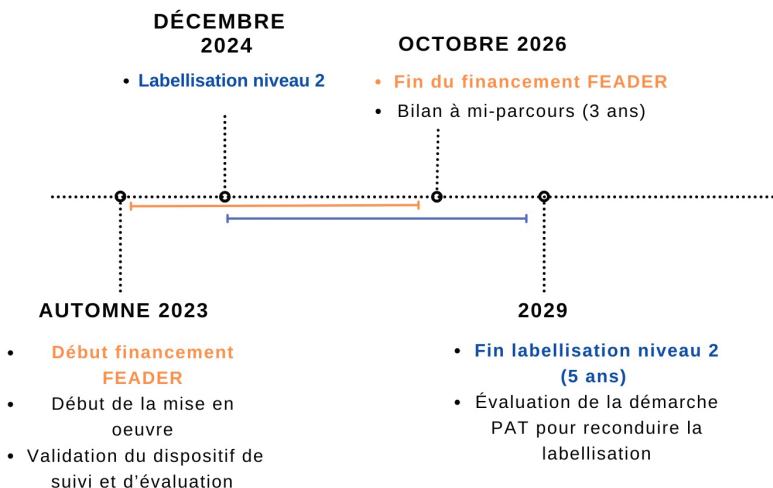 DÉCEMBRE
2024
• Labellisation niveau 2
OCTOBRE 2026
• Fin du financement FEADER
• Bilan à mi-parcours (3 ans)
AUTOMNE 2023
• Début financement
FEADER
• Début de la mise en
oeuvre
• Validation du dispositif de
suivi et d’évaluation
2029
• Fin labellisation niveau 2
(5 ans)
• Évaluation de la démarche
PAT pour reconduire la
labellisation